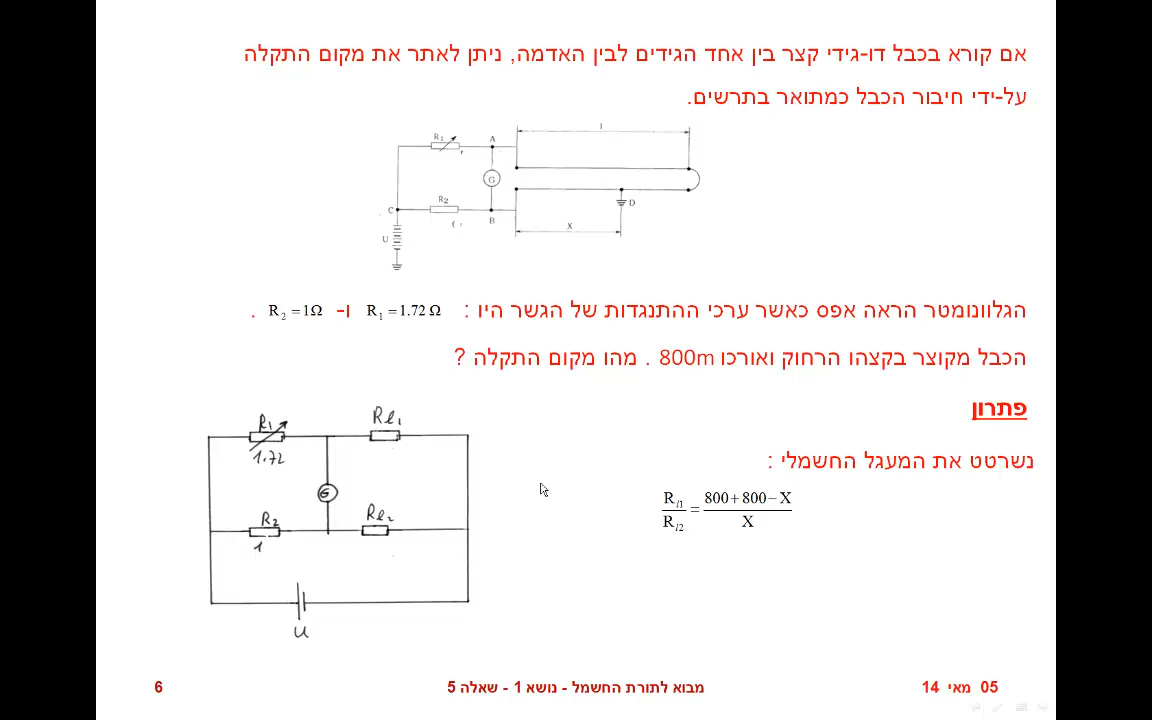 אם קורא בכבל דו-גידי קצר בין אחד הגידים לבין האדמה, ניתן לאתר את מקום התקלה
על-ידי חיבור הכבל כמתואר בתרשים.
l
R1 A
G
R2
C B D
U X
הגלוונומטר הראה אפס כאשר ערכי ההתנגדות של הגשר היו : R1 = 1.72 Ω ו- R2 = 1Ω .
הכבל מקוצר בקצהו הרחוק ואורכו 800m . מהו מקום התקלה ?
פתרון
נשרטט את המעגל החשמלי :
R1 Rl1
1.72
G
R2 Rl2
1
U
Rl1 / Rl2 = 800 + 800 − X / X
05 מאי 14 מבוא לתורת החשמל - נושא 1 - שאלה 5 6